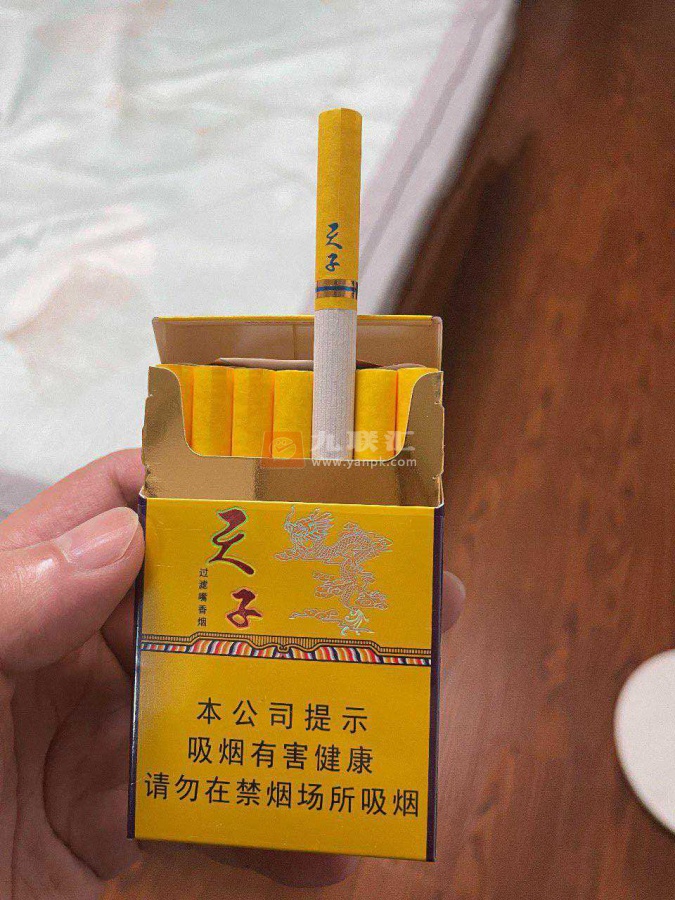 天子
九联汇
www.yanpk.com
天子
过滤嘴香烟
本公司提示
吸烟有害健康
请勿在禁烟场所吸烟